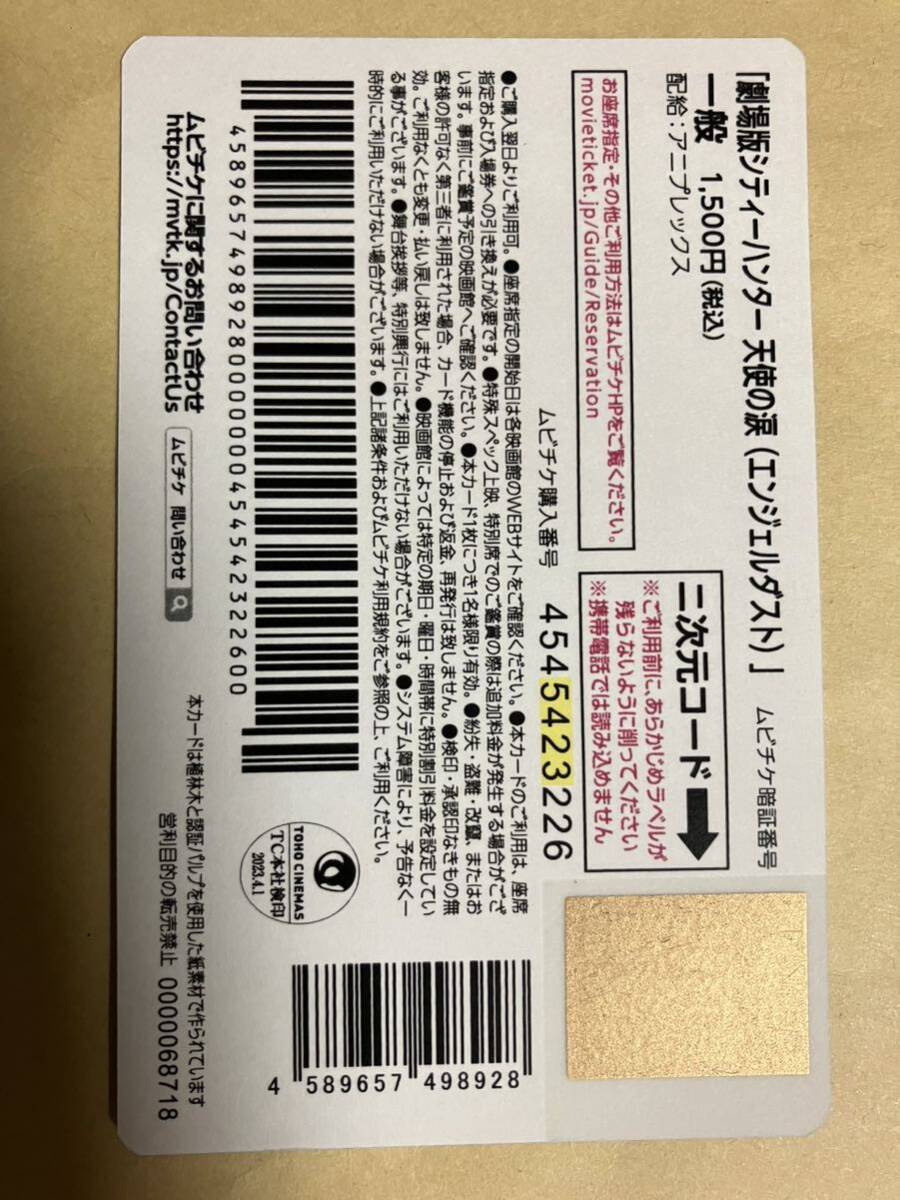 「劇場版シティーハンター 天使の涙（エンジェルダスト）」
一般 1,500円(税込)
配給：アニプレックス
お座席指定・その他ご利用方法はムビチケHPをご覧ください。
movieticket.jp/Guide/Reservation
ムビチケ暗証番号
二次元コード
※ご利用前に、あらかじめラベルが
残らないように削ってください
※携帯電話では読み込めません
ムビチケ購入番号 4545423226
●ご購入翌日よりご利用可。●座席指定の開始日は各映画館のWEBサイトをご確認ください。●本カードのご利用は、座席
指定および入場券への引き換えが必要です。●特殊スペック上映、特別席でのご鑑賞の際は追加料金が発生する場合がござ
います。事前にご鑑賞予定の映画館へご確認ください。●本カード1枚につき1名様限り有効。●紛失・盗難・改竄、またはお
客様の許可なく第三者に利用された場合、カード機能の停止および返金、再発行は致しません。●検印・承認印なきもの無
効。ご利用なくとも変更・払い戻しは致しません。●映画館によっては特定の期日・曜日・時間帯に特別割引料金を設定してい
る事がございます。●舞台挨拶等、特別興行にはご利用いただけない場合がございます。●システム障害により、予告なく一
時的にご利用いただけない場合がございます。●上記諸条件およびムビチケ利用規約をご参照の上、ご利用ください。
458965749892800000000454542322600
TOHO CINEMAS
TC本社検印
2023.4.1
ムビチケに関するお問い合わせ
https://mvtk.jp/ContactUs
ムビチケ 問い合わせ
本カードは植林木と認証パルプを使用した紙素材で作られています
営利目的の転売禁止 0000068718
4 589657 498928